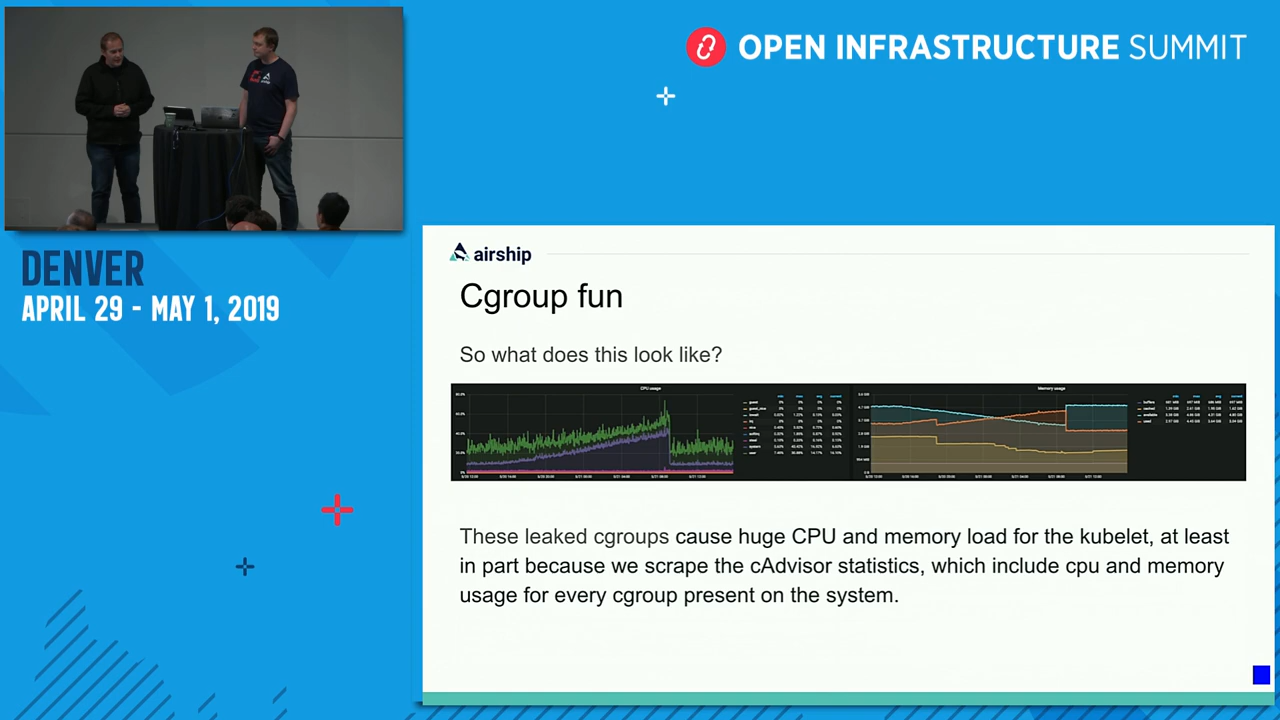 OPEN INFRASTRUCTURE SUMMIT
DENVER
APRIL 29 - MAY 1, 2019
airship
Cgroup fun
So what does this look like?
CPU usage
Memory usage
These leaked cgroups cause huge CPU and memory load for the kubelet, at least
in part because we scrape the cAdvisor statistics, which include cpu and memory
usage for every cgroup present on the system.